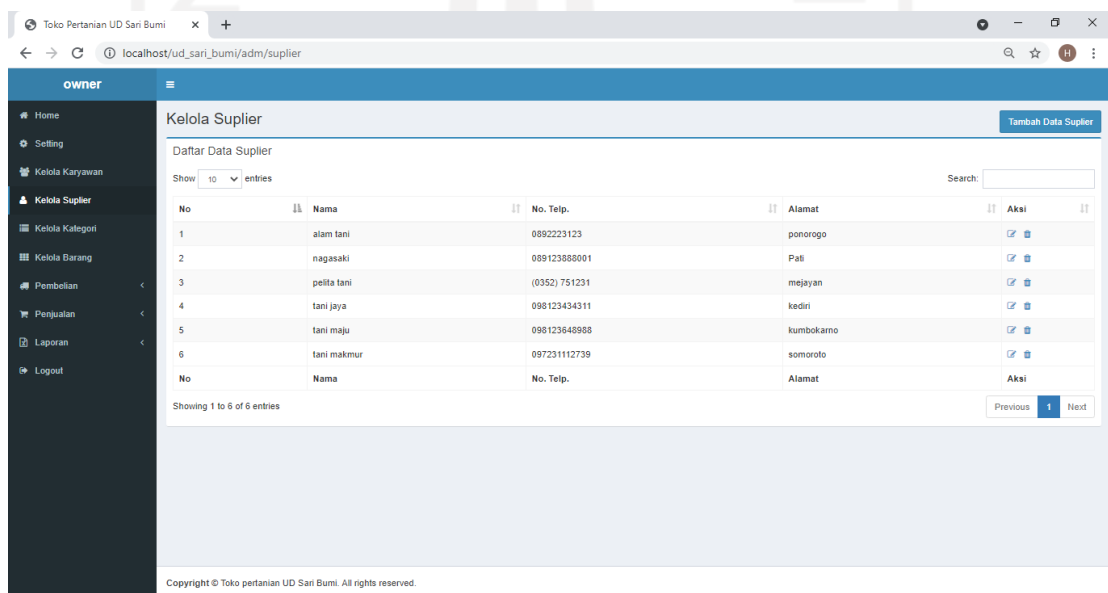 Toko Pertanian UD Sari Bumi
localhost/ud_sari_bumi/adm/suplier
H
owner
Home
Setting
Kelola Karyawan
Kelola Suplier
Kelola Kategori
Kelola Barang
Pembelian
Penjualan
Laporan
Logout
Kelola Suplier
Tambah Data Suplier
Daftar Data Suplier
Show 10 entries
Search:
No Nama No. Telp. Alamat Aksi
1 alam tani 0892223123 ponorogo
2 nagasaki 089123888001 Pati
3 pelita tani (0352) 751231 mejayan
4 tani jaya 098123434311 kediri
5 tani maju 098123648988 kumbokarno
6 tani makmur 097231112739 somoroto
No Nama No. Telp. Alamat Aksi
Showing 1 to 6 of 6 entries
Previous 1 Next
Copyright © Toko pertanian UD Sari Bumi. All rights reserved.